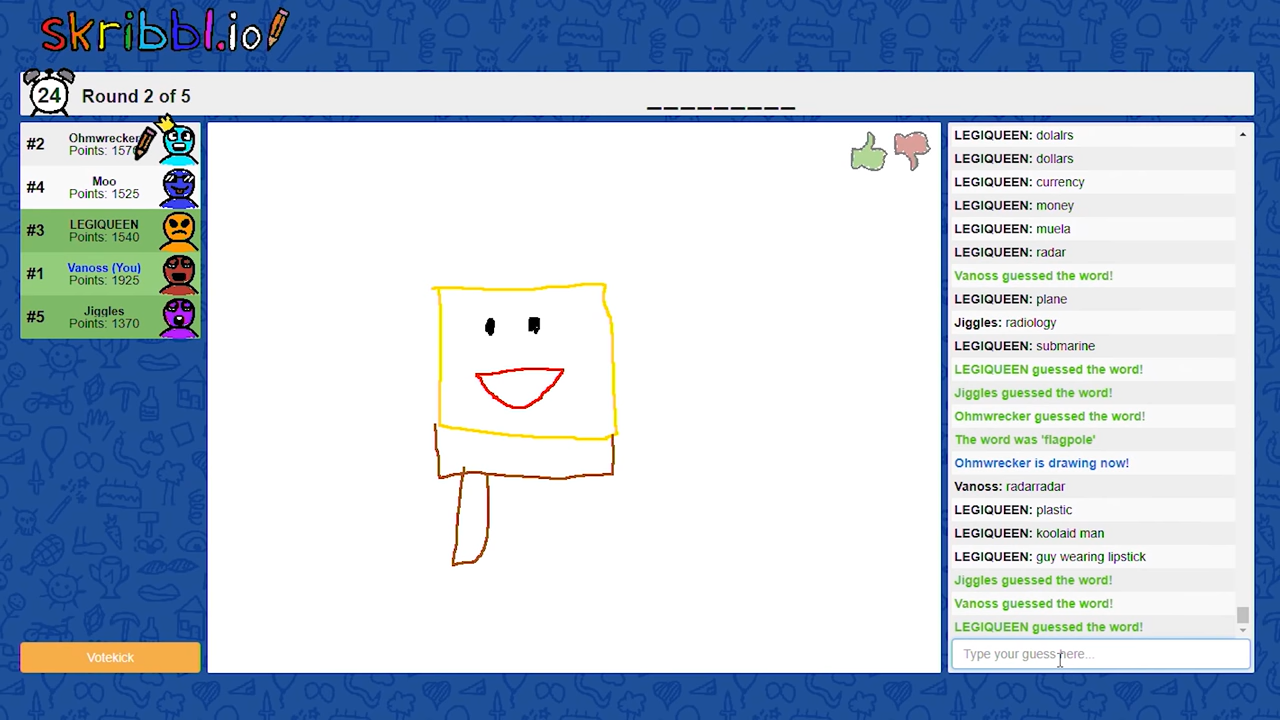 skribbl.io
24
Round 2 of 5
_________
#2
Ohmwrecker
Points: 1570
#4
Moo
Points: 1525
#3
LEGIQUEEN
Points: 1540
#1
Vanoss (You)
Points: 1925
#5
Jiggles
Points: 1370
Votekick
LEGIQUEEN: dolalrs
LEGIQUEEN: dollars
LEGIQUEEN: currency
LEGIQUEEN: money
LEGIQUEEN: muela
LEGIQUEEN: radar
Vanoss guessed the word!
LEGIQUEEN: plane
Jiggles: radiology
LEGIQUEEN: submarine
LEGIQUEEN guessed the word!
Jiggles guessed the word!
Ohmwrecker guessed the word!
The word was 'flagpole'
Ohmwrecker is drawing now!
Vanoss: radarradar
LEGIQUEEN: plastic
LEGIQUEEN: koolaid man
LEGIQUEEN: guy wearing lipstick
Jiggles guessed the word!
Vanoss guessed the word!
LEGIQUEEN guessed the word!
Type your guess here...